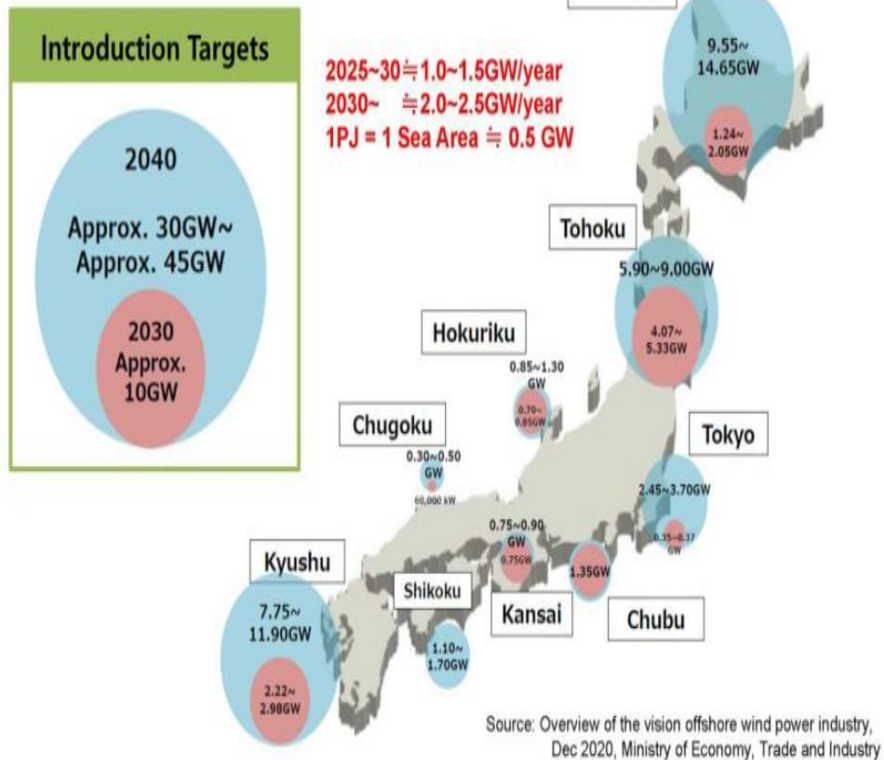 Introduction Targets
2040
Approx. 30GW~
Approx. 45GW
2030
Approx.
10GW
2025~30≒1.0~1.5GW/year
2030~ ≒2.0~2.5GW/year
1PJ = 1 Sea Area ≒ 0.5 GW
9.55~
14.65GW
1.24~
2.05GW
Tohoku
5.90~9.00GW
4.07~
5.33GW
Hokuriku
0.85~1.30
GW
0.70~
0.85GW
Chugoku
0.30~0.50
GW
60,000 kW
Tokyo
2.45~3.70GW
0.35~0.37
GW
0.75~0.90
GW
0.75GW
Kansai
1.35GW
Chubu
Kyushu
7.75~
11.90GW
2.22~
2.98GW
Shikoku
1.10~
1.70GW
Source: Overview of the vision offshore wind power industry,
Dec 2020, Ministry of Economy, Trade and Industry